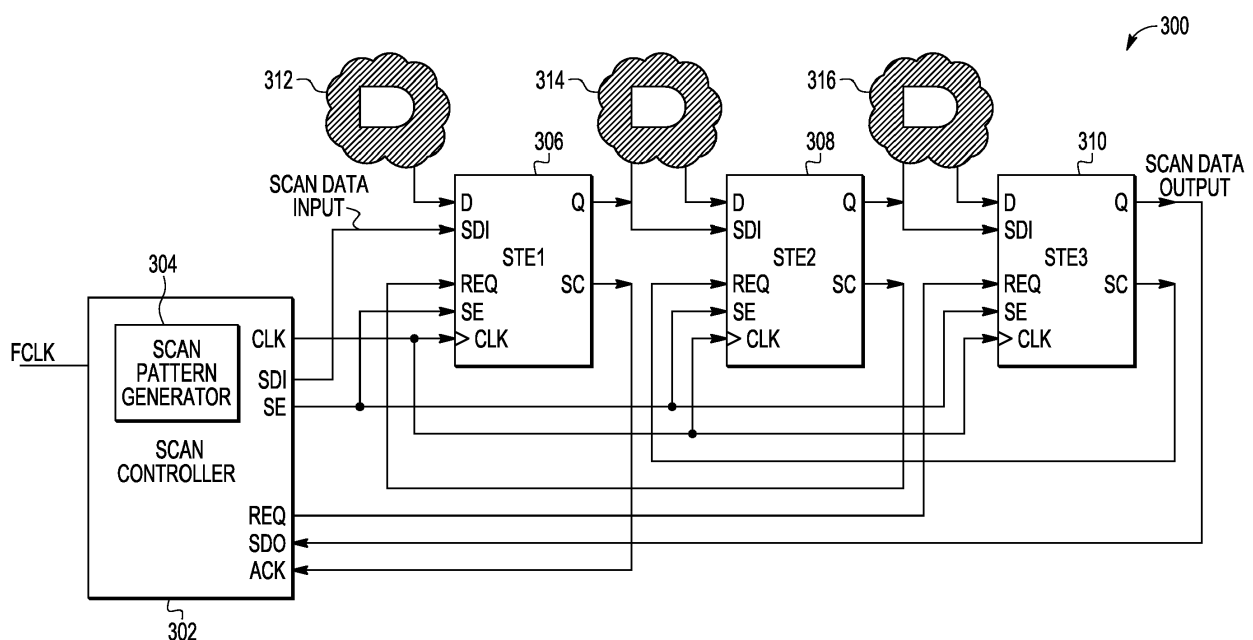 300
312
314
316
306
308
310
SCAN DATA
INPUT
SCAN DATA
OUTPUT
D
Q
SDI
STE1
REQ
SC
SE
CLK
D
Q
SDI
STE2
REQ
SC
SE
CLK
D
Q
SDI
STE3
REQ
SC
SE
CLK
304
FCLK
SCAN
PATTERN
GENERATOR
SCAN
CONTROLLER
CLK
SDI
SE
REQ
SDO
ACK
302